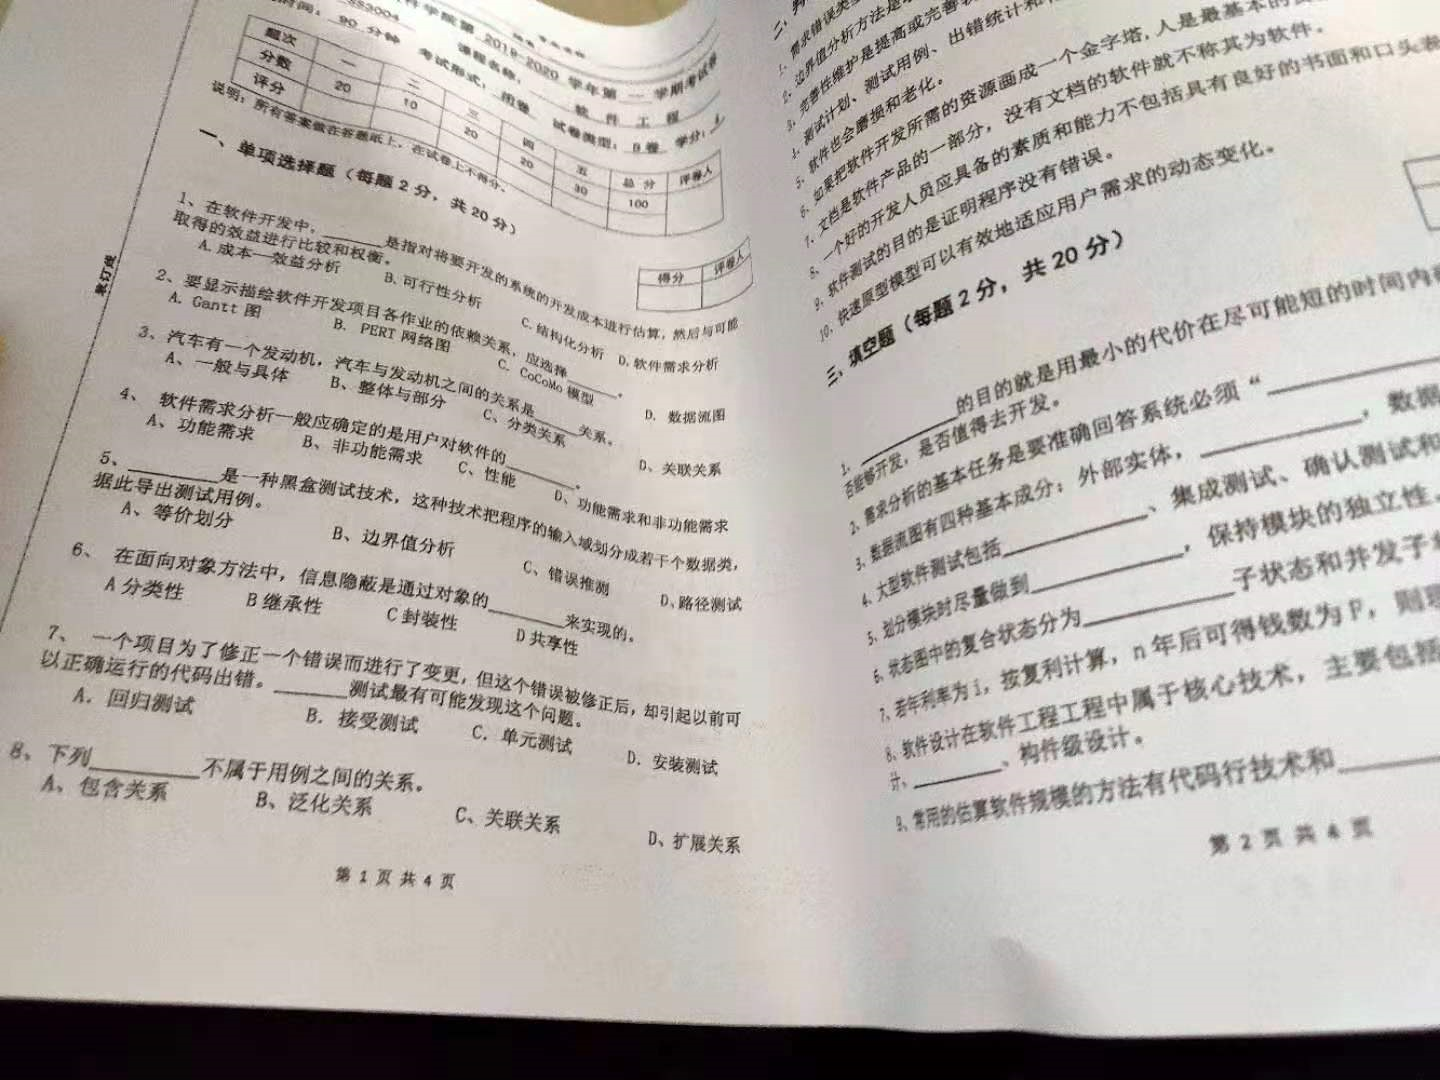 科学院第 2019-2020 学年第 一 学期考试卷
课程名称： 软 件 工 程
时间： 90 分钟 考试形式： 闭卷 试卷类型： B 卷 学分：
题次 一 二 三 四 五 总 分 评卷人
分数 20 10 20 20 30 100
评分
说明：所有答案做在答题纸上，在试卷上不得分。
装订线
一、单项选择题（每题 2 分，共 20 分）
得分 评卷人
1、在软件开发中，______是指对将要开发的系统的开发成本进行估算，然后与可能
取得的效益进行比较和权衡。
A.成本—效益分析 B.可行性分析 C.结构化分析 D.软件需求分析
2、要显示描绘软件开发项目各作业的依赖关系，应选择______。
A. Gantt 图 B. PERT 网络图 C. CoCoMo 模型 D. 数据流图
3、汽车有一个发动机，汽车与发动机之间的关系是______关系。
A、一般与具体 B、整体与部分 C、分类关系 D、关联关系
4、 软件需求分析一般应确定的是用户对软件的________。
A、功能需求 B、非功能需求 C、性能 D、功能需求和非功能需求
5、________是一种黑盒测试技术，这种技术把程序的输入域划分成若干个数据类，
据此导出测试用例。
A、等价划分 B、边界值分析 C、错误推测 D、路径测试
6、 在面向对象方法中，信息隐蔽是通过对象的________来实现的。
A 分类性 B 继承性 C 封装性 D 共享性
7、 一个项目为了修正一个错误而进行了变更，但这个错误被修正后，却引起以前可
以正确运行的代码出错。______测试最有可能发现这个问题。
A. 回归测试 B. 接受测试 C. 单元测试 D. 安装测试
8、下列________不属于用例之间的关系。
A、包含关系 B、泛化关系 C、关联关系 D、扩展关系
第 1 页 共 4 页
二、判
1、需求错误类
2、边界值分析方法是
3、完善性维护是提高或完善软
4、测试计划、测试用例、出错统计和
5、软件也会磨损和老化。
6、如果把软件开发所需的资源画成一个金字塔，人是最基本的资
7、文档是软件产品的一部分，没有文档的软件就不称其为软件。
8、一个好的开发人员应具备的素质和能力不包括具有良好的书面和口头表
9、软件测试的目的是证明程序没有错误。
10、快速原型模型可以有效地适应用户需求的动态变化。
三、填空题（每题 2 分，共 20 分）
1、________的目的就是用最小的代价在尽可能短的时间内
否能够开发，是否值得去开发。
2、需求分析的基本任务是要准确回答系统必须“________
3、数据流图有四种基本成分：外部实体，________，数据
4、大型软件测试包括________、集成测试、确认测试和
5、划分模块时尽量做到________，保持模块的独立性。
6、状态图中的复合状态分为________子状态和并发子
7、若年利率为 i，按复利计算，n 年后可得钱数为 P，则
8、软件设计在软件工程工程中属于核心技术，主要包括
计、______、构件级设计。
9、常用的估算软件规模的方法有代码行技术和________
第 2 页 共 4 页